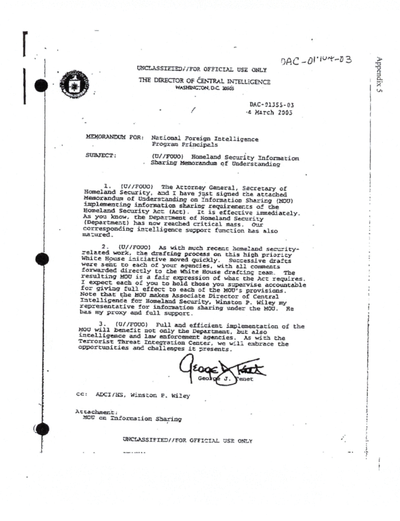 UNCLASSIFIED//FOR OFFICIAL USE ONLY
THE DIRECTOR OF CENTRAL INTELLIGENCE
WASHINGTON, D.C. 20505
Appendix 5
DAC-01355-03
4 March 2003
MEMORANDUM FOR: National Foreign Intelligence
Program Principals
SUBJECT: (U//FOUO) Homeland Security Information
Sharing Memorandum of Understanding
1. (U//FOUO) The Attorney General, Secretary of
Homeland Security, and I have just signed the attached
Memorandum of Understanding on Information Sharing (MOU)
implementing information sharing requirements of the
Homeland Security Act (Act). It is effective immediately.
As you know, the Department of Homeland Security
(Department) has now reached critical mass. Our
corresponding intelligence support function has also
matured.
2. (U//FOUO) As with much recent homeland security-
related work, the drafting process on this high priority
White House initiative moved quickly. Successive drafts
were sent to each of your agencies, with all comments
forwarded directly to the White House drafting team. The
resulting MOU is a fair expression of what the Act requires.
I expect each of you to hold those you supervise accountable
for giving full effect to each of the MOU's provisions.
Note that the MOU makes Associate Director of Central
Intelligence for Homeland Security, Winston P. Wiley my
representative for information sharing under the MOU. He
has my proxy and full support.
3. (U//FOUO) Full and efficient implementation of the
MOU will benefit not only the Department, but also
intelligence and law enforcement agencies. As with the
Terrorist Threat Integration Center, we will embrace the
opportunities and challenges it presents.
George J. Tenet
cc: ADCI/HS, Winston P. Wiley
Attachment:
MOU on Information Sharing
UNCLASSIFIED//FOR OFFICIAL USE ONLY